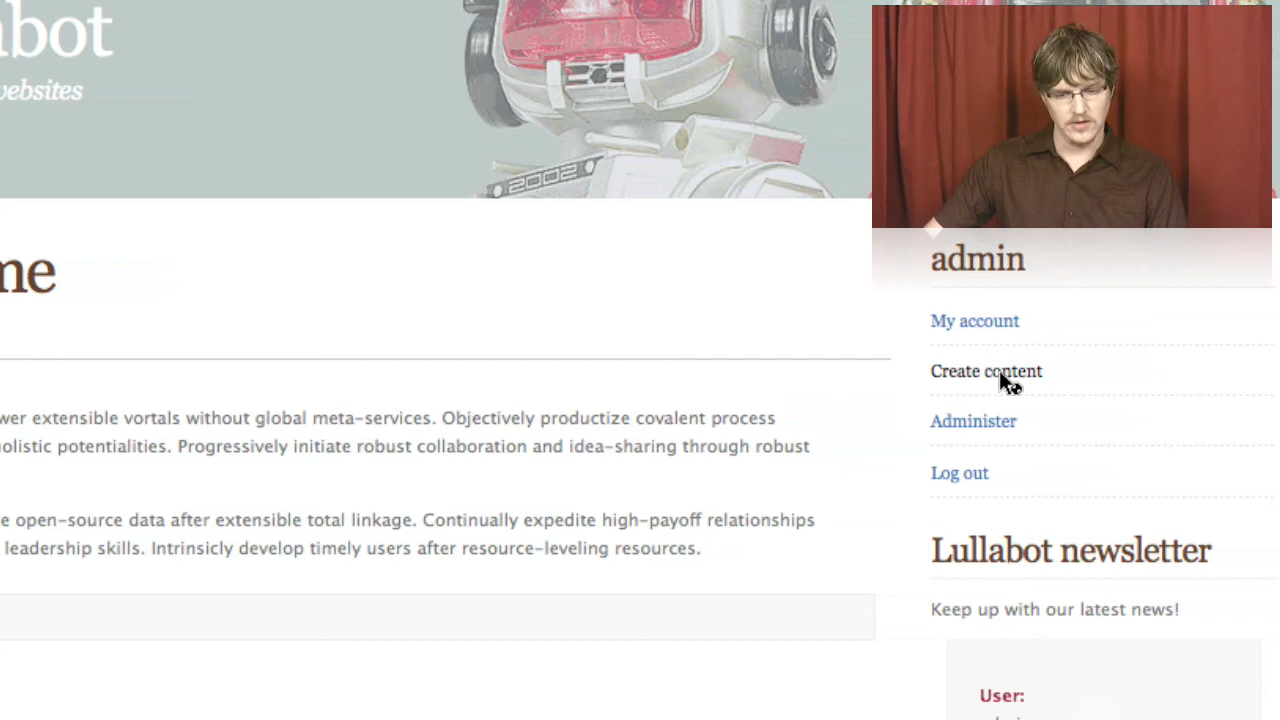 bot
websites
2002
me
admin
My account
Create content
Administer
Log out
wer extensible vortals without global meta-services. Objectively productize covalent process
holistic potentialities. Progressively initiate robust collaboration and idea-sharing through robust
e open-source data after extensible total linkage. Continually expedite high-payoff relationships
leadership skills. Intrinsicly develop timely users after resource-leveling resources.
Lullabot newsletter
Keep up with our latest news!
User: